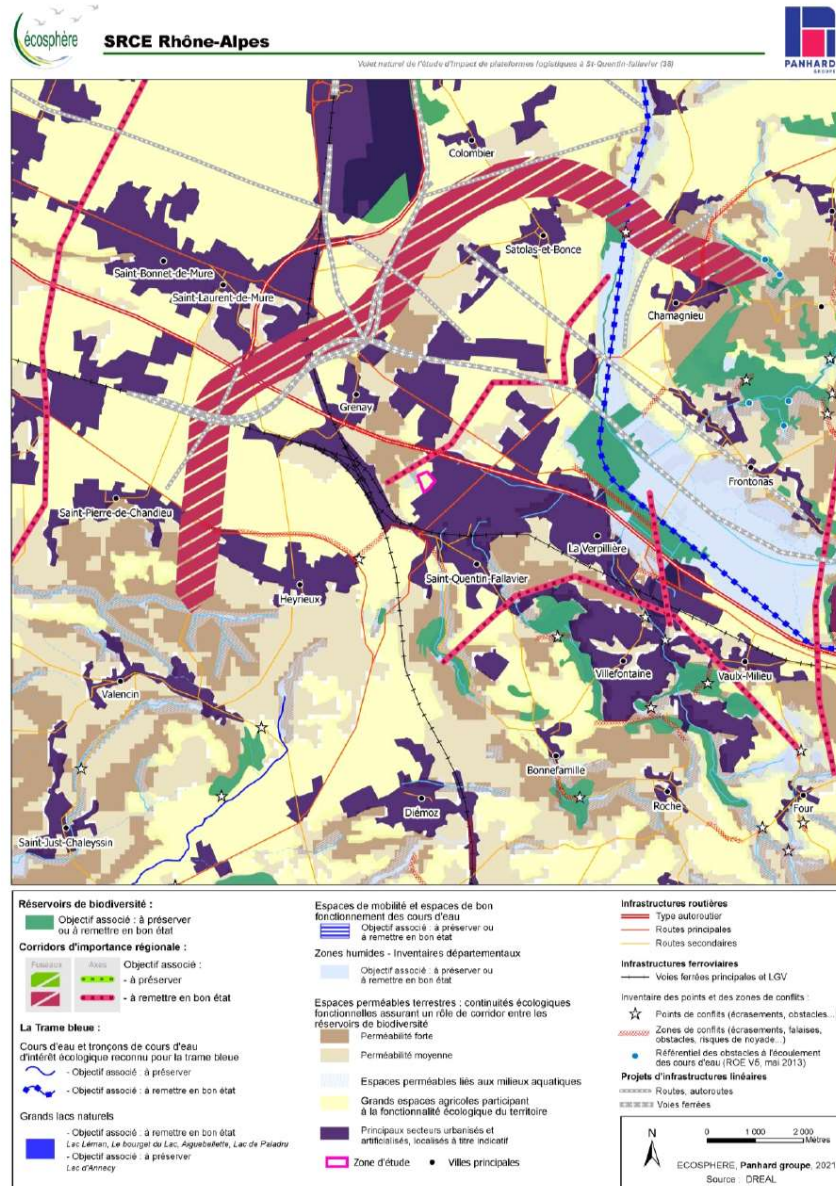 écosphère
SRCE Rhône-Alpes
Volet naturel de l'étude d'impact de plateformes logistiques à St-Quentin-fallavier (38)
PANHARD
GROUPE
Colombier
Satolas-et-Bonce
Saint-Bonnet-de-Mure
Saint-Laurent-de-Mure
Chamagnieu
Grenay
Frontonas
Saint-Pierre-de-Chandieu
La Verpillière
Saint-Quentin-Fallavier
Heyrieux
Villefontaine
Vaulx-Milieu
Valencin
Bonnefamille
Diémoz
Roche
Four
Saint-Just-Chaleyssin
Réservoirs de biodiversité :
Objectif associé : à préserver
ou à remettre en bon état
Corridors d'importance régionale :
Fuseaux
Axes
Objectif associé :
- à préserver
- à remettre en bon état
La Trame bleue :
Cours d'eau et tronçons de cours d'eau
d'intérêt écologique reconnu pour la trame bleue
- Objectif associé : à préserver
- Objectif associé : à remettre en bon état
Grands lacs naturels
- Objectif associé : à remettre en bon état
Lac Léman, Le bourget du Lac, Aiguebellette, Lac de Paladru
- Objectif associé : à préserver
Lac d'Annecy
Espaces de mobilité et espaces de bon
fonctionnement des cours d'eau
Objectif associé : à préserver ou
à remettre en bon état
Zones humides - Inventaires départementaux
Objectif associé : à préserver ou
à remettre en bon état
Espaces perméables terrestres : continuités écologiques
fonctionnelles assurant un rôle de corridor entre les
réservoirs de biodiversité
Perméabilité forte
Perméabilité moyenne
Espaces perméables liés aux milieux aquatiques
Grands espaces agricoles participant
à la fonctionnalité écologique du territoire
Principaux secteurs urbanisés et
artificialisés, localisés à titre indicatif
Zone d'étude
Villes principales
Infrastructures routières
Type autoroutier
Routes principales
Routes secondaires
Infrastructures ferroviaires
Voies ferrées principales et LGV
Inventaire des points et des zones de conflits :
Points de conflits (écrasements, obstacles...)
Zones de conflits (écrasements, falaises,
obstacles, risques de noyade...)
Référentiel des obstacles à l'écoulement
des cours d'eau (ROE V5, mai 2013)
Projets d'infrastructures linéaires
Routes, autoroutes
Voies ferrées
N
0 1 000 2 000
Mètres
ECOSPHERE, Panhard groupe, 2021
Source : DREAL